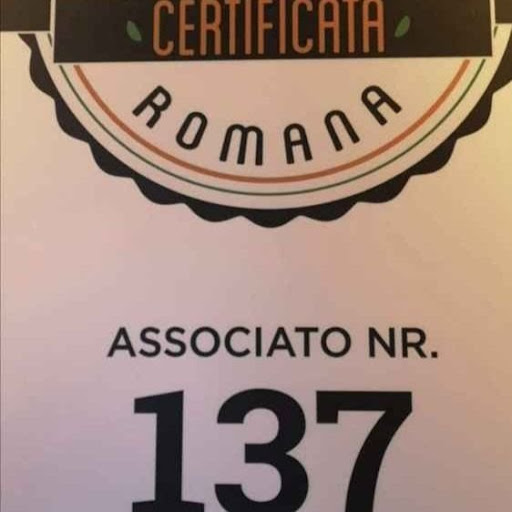 CERTIFICATA
ROMANA
ASSOCIATO NR.
137